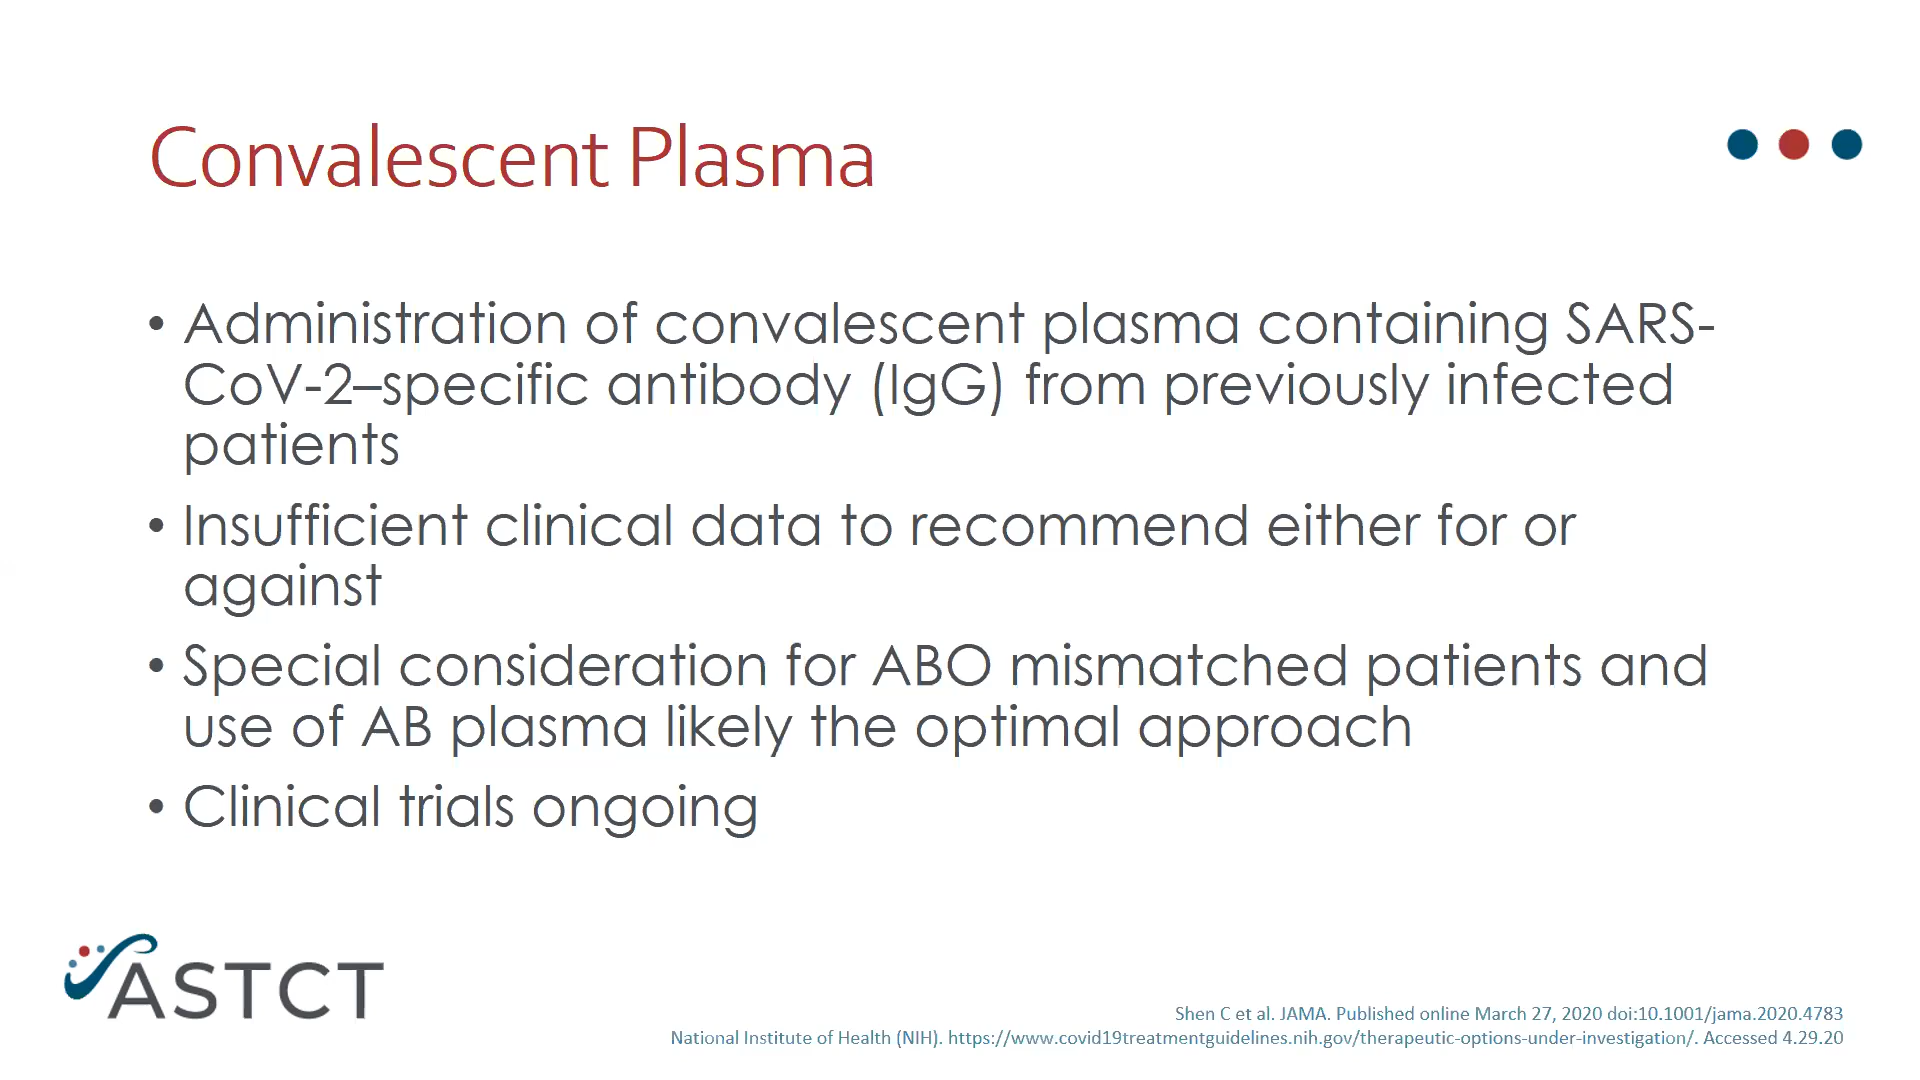 Convalescent Plasma
• Administration of convalescent plasma containing SARS-
CoV-2–specific antibody (IgG) from previously infected
patients
• Insufficient clinical data to recommend either for or
against
• Special consideration for ABO mismatched patients and
use of AB plasma likely the optimal approach
• Clinical trials ongoing
ASTCT
Shen C et al. JAMA. Published online March 27, 2020 doi:10.1001/jama.2020.4783
National Institute of Health (NIH). https://www.covid19treatmentguidelines.nih.gov/therapeutic-options-under-investigation/. Accessed 4.29.20